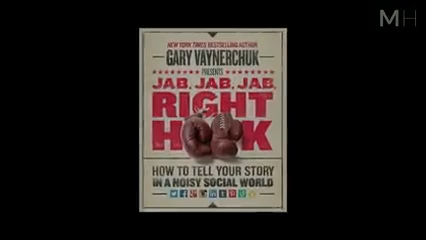 MH
NEW YORK TIMES BESTSELLING AUTHOR
GARY VAYNERCHUK
PRESENTS
JAB, JAB, JAB,
RIGHT
HOOK
HOW TO TELL YOUR STORY
IN A NOISY SOCIAL WORLD